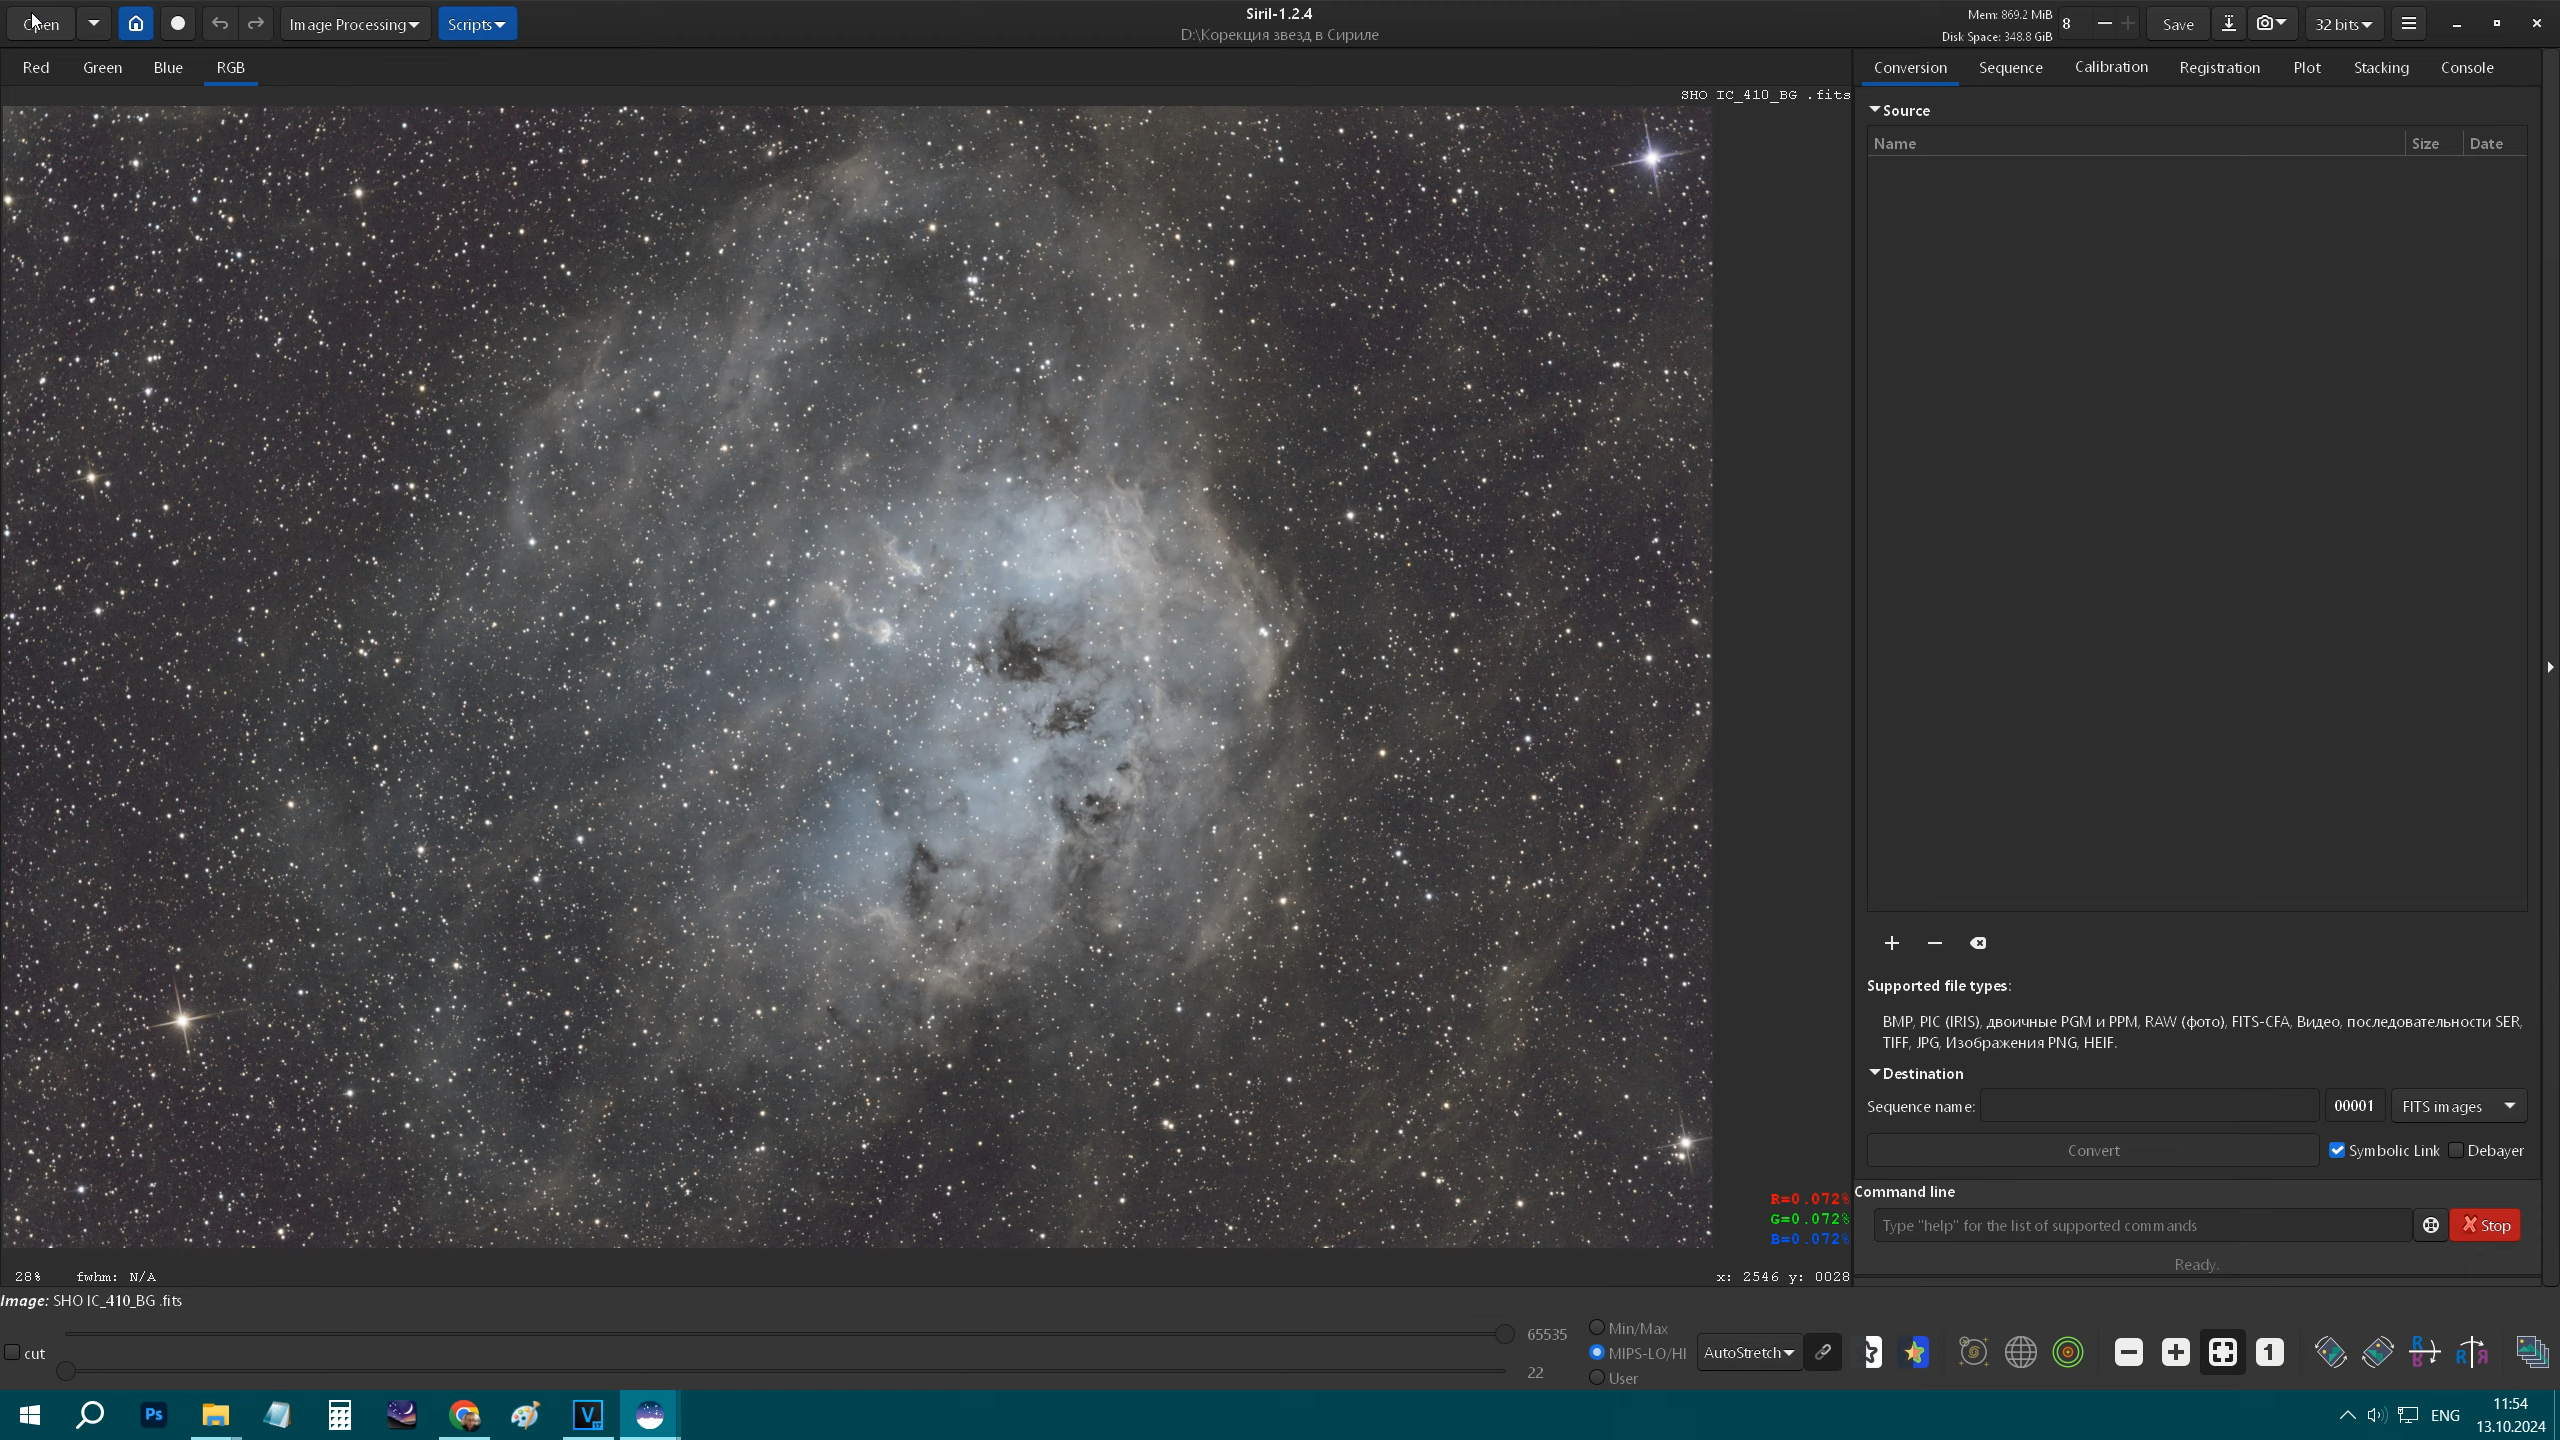 Open
Image Processing
Scripts
Siril-1.2.4
D:\Корекция звезд в Сириле
Mem: 869.2 MiB
Disk Space: 348.8 GiB
8
Save
32 bits
Red Green Blue RGB
Conversion Sequence Calibration Registration Plot Stacking Console
SHO IC_410_BG .fits
Source
Name Size Date
Supported file types:
BMP, PIC (IRIS), двоичные PGM и PPM, RAW (фото), FITS-CFA, Видео, последовательности SER,
TIFF, JPG, Изображения PNG, HEIF.
Destination
Sequence name: 00001 FITS images
Convert Symbolic Link Debayer
Command line
Type "help" for the list of supported commands Stop
Ready.
R=0.072%
G=0.072%
B=0.072%
28% fwhm: N/A x: 2546 y: 0028
Image: SHO IC_410_BG .fits
cut
65535
22
Min/Max
MIPS-LO/HI
User
AutoStretch
1
Ps
V
17
ENG
11:54
13.10.2024